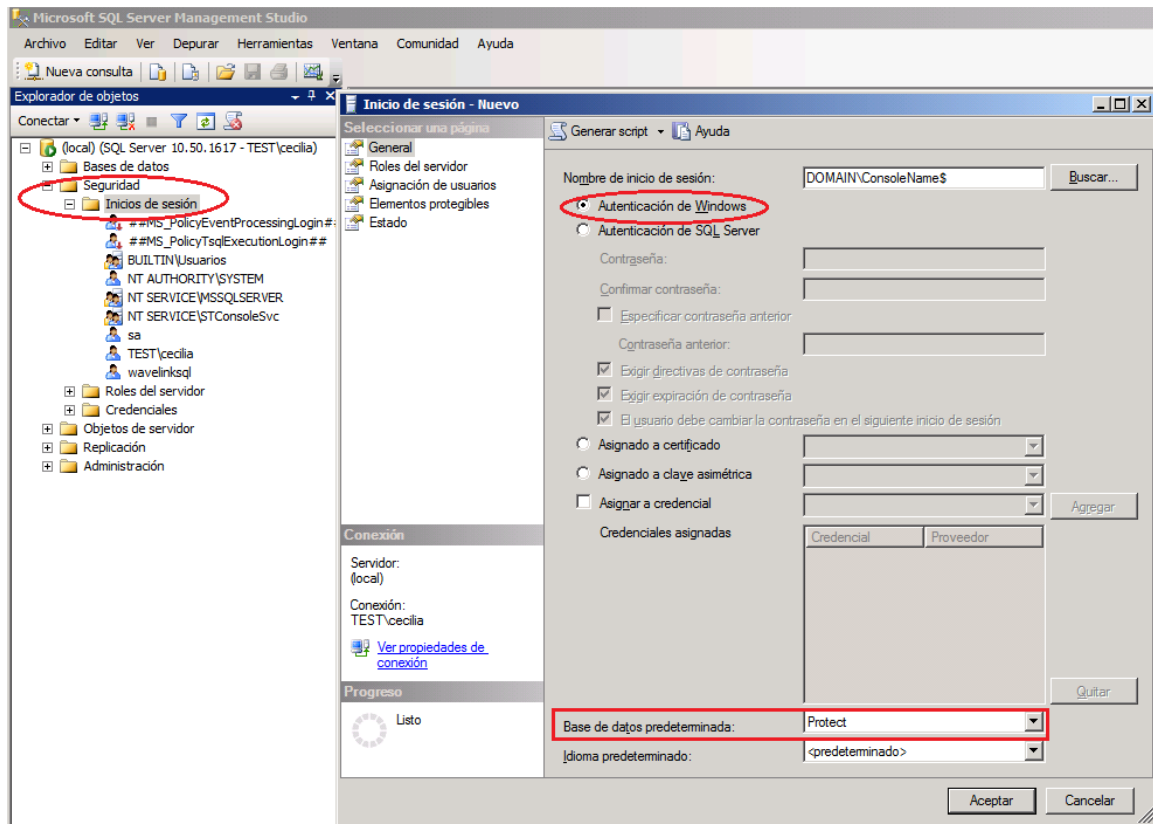 Microsoft SQL Server Management Studio
Archivo Editar Ver Depurar Herramientas Ventana Comunidad Ayuda
Nueva consulta
Explorador de objetos
Conectar
(local) (SQL Server 10.50.1617 - TEST\cecilia)
Bases de datos
Seguridad
Inicios de sesión
##MS_PolicyEventProcessingLogin#
##MS_PolicyTsqlExecutionLogin##
BUILTIN\Usuarios
NT AUTHORITY\SYSTEM
NT SERVICE\MSSQLSERVER
NT SERVICE\STConsoleSvc
sa
TEST\cecilia
wavelinksql
Roles del servidor
Credenciales
Objetos de servidor
Replicación
Administración
Inicio de sesión - Nuevo
Seleccionar una página
General
Roles del servidor
Asignación de usuarios
Elementos protegibles
Estado
Conexión
Servidor:
(local)
Conexión:
TEST\cecilia
Ver propiedades de
conexión
Progreso
Listo
Generar script Ayuda
Nombre de inicio de sesión: DOMAIN\ConsoleName$ Buscar...
Autenticación de Windows
Autenticación de SQL Server
Contraseña:
Confirmar contraseña:
Especificar contraseña anterior
Contraseña anterior:
Exigir directivas de contraseña
Exigir expiración de contraseña
El usuario debe cambiar la contraseña en el siguiente inicio de sesión
Asignado a certificado
Asignado a clave asimétrica
Asignar a credencial Agregar
Credenciales asignadas Credencial Proveedor
Quitar
Base de datos predeterminada: Protect
Idioma predeterminado: <predeterminado>
Aceptar Cancelar